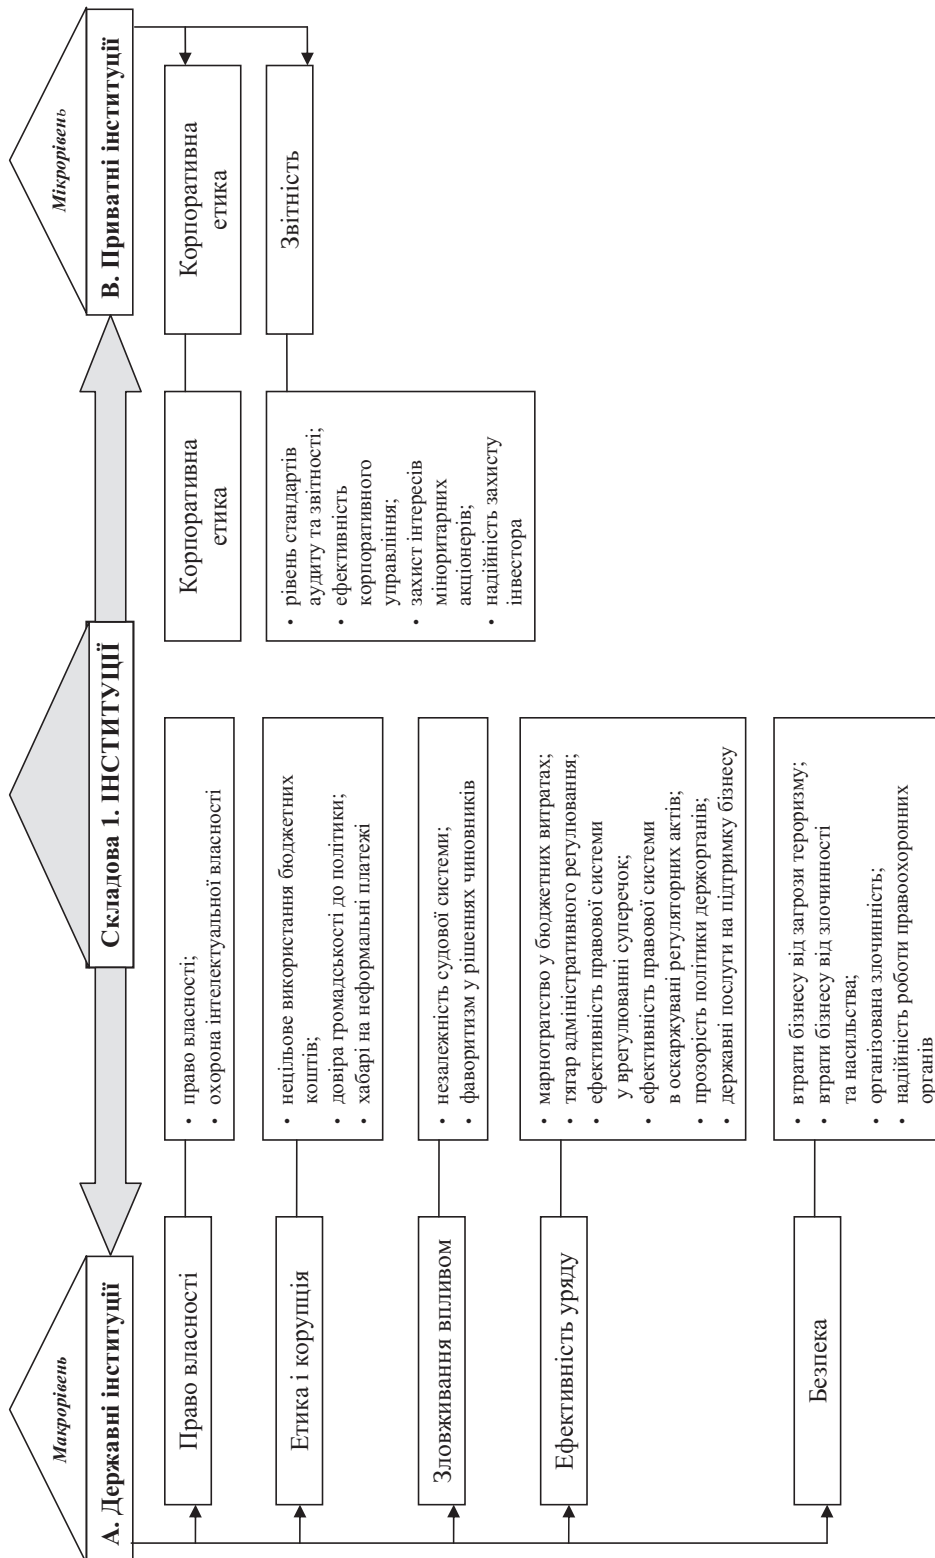 Макрорівень
А. Державні інституції
Складова 1. ІНСТИТУЦІЇ
Мікрорівень
В. Приватні інституції
Право власності
• право власності;
• охорона інтелектуальної власності
Етика і корупція
• нецільове використання бюджетних
коштів;
• довіра громадськості до політики;
• хабарі на неформальні платежі
Зловживання впливом
• незалежність судової системи;
• фаворитизм у рішеннях чиновників
Ефективність уряду
• марнотратство у бюджетних витратах;
• тягар адміністративного регулювання;
• ефективність правової системи
у врегулюванні суперечок;
• ефективність правової системи
в оскаржувані регуляторних актів;
• прозорість політики держорганів;
• державні послуги на підтримку бізнесу
Безпека
• втрати бізнесу від загрози тероризму;
• втрати бізнесу від злочинності
та насильства;
• організована злочинність;
• надійність роботи правоохоронних
органів
Корпоративна
етика
Корпоративна
етика
• рівень стандартів
аудиту та звітності;
• ефективність
корпоративного
управління;
• захист інтересів
міноритарних
акціонерів;
• надійність захисту
інвестора
Звітність